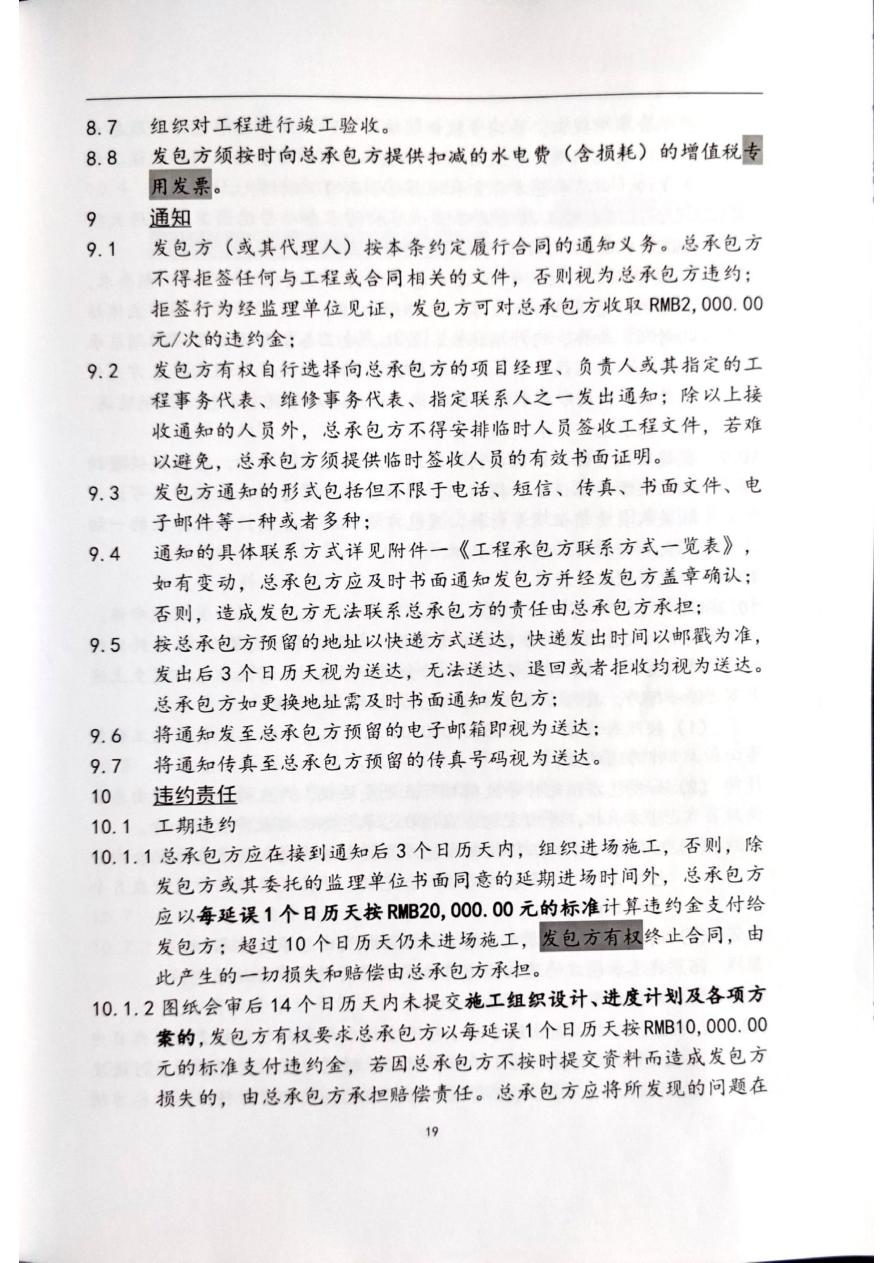 8.7 组织对工程进行竣工验收。
8.8 发包方须按时向总承包方提供扣减的水电费（含损耗）的增值税专
用发票。
9 通知
9.1 发包方（或其代理人）按本条约定履行合同的通知义务。总承包方
不得拒签任何与工程或合同相关的文件，否则视为总承包方违约；
拒签行为经监理单位见证，发包方可对总承包方收取 RMB2,000.00
元/次的违约金；
9.2 发包方有权自行选择向总承包方的项目经理、负责人或其指定的工
程事务代表、维修事务代表、指定联系人之一发出通知；除以上接
收通知的人员外，总承包方不得安排临时人员签收工程文件，若难
以避免，总承包方须提供临时签收人员的有效书面证明。
9.3 发包方通知的形式包括但不限于电话、短信、传真、书面文件、电
子邮件等一种或者多种；
9.4 通知的具体联系方式详见附件一《工程承包方联系方式一览表》，
如有变动，总承包方应及时书面通知发包方并经发包方盖章确认；
否则，造成发包方无法联系总承包方的责任由总承包方承担；
9.5 按总承包方预留的地址以快递方式送达，快递发出时间以邮戳为准，
发出后 3 个日历天视为送达，无法送达、退回或者拒收均视为送达。
总承包方如更换地址需及时书面通知发包方；
9.6 将通知发至总承包方预留的电子邮箱即视为送达；
9.7 将通知传真至总承包方预留的传真号码视为送达。
10 违约责任
10.1 工期违约
10.1.1 总承包方应在接到通知后 3 个日历天内，组织进场施工，否则，除
发包方或其委托的监理单位书面同意的延期进场时间外，总承包方
应以每延误 1 个日历天按 RMB20,000.00 元的标准计算违约金支付给
发包方；超过 10 个日历天仍未进场施工，发包方有权终止合同，由
此产生的一切损失和赔偿由总承包方承担。
10.1.2 图纸会审后 14 个日历天内未提交施工组织设计、进度计划及各项方
案的，发包方有权要求总承包方以每延误 1 个日历天按 RMB10,000.00
元的标准支付违约金，若因总承包方不按时提交资料而造成发包方
损失的，由总承包方承担赔偿责任。总承包方应将所发现的问题在
19